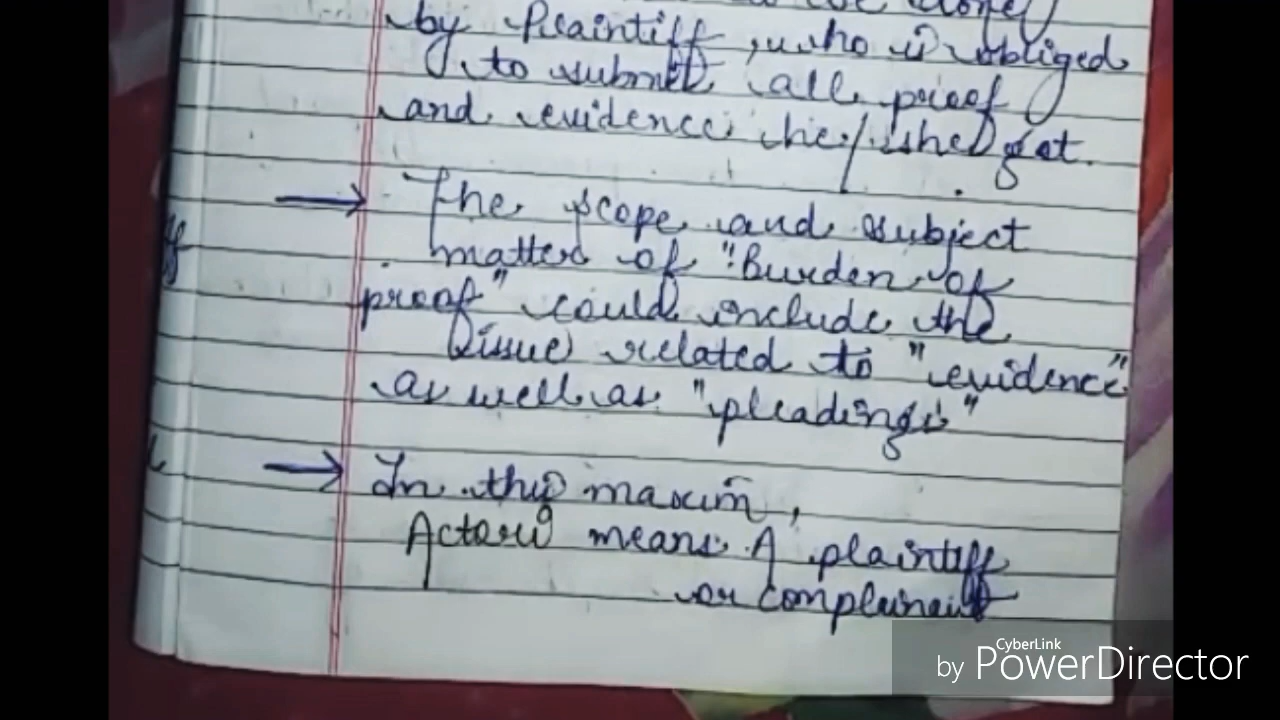 by Plaintiff, who is obliged
to submit all proof
and evidence he/she got.
→ The scope and subject
matter of "Burden of
proof" could include the
issue related to "evidence"
as well as "pleadings"
→ In this maxim,
Actori means A plaintiff
or complainant
CyberLink
by PowerDirector